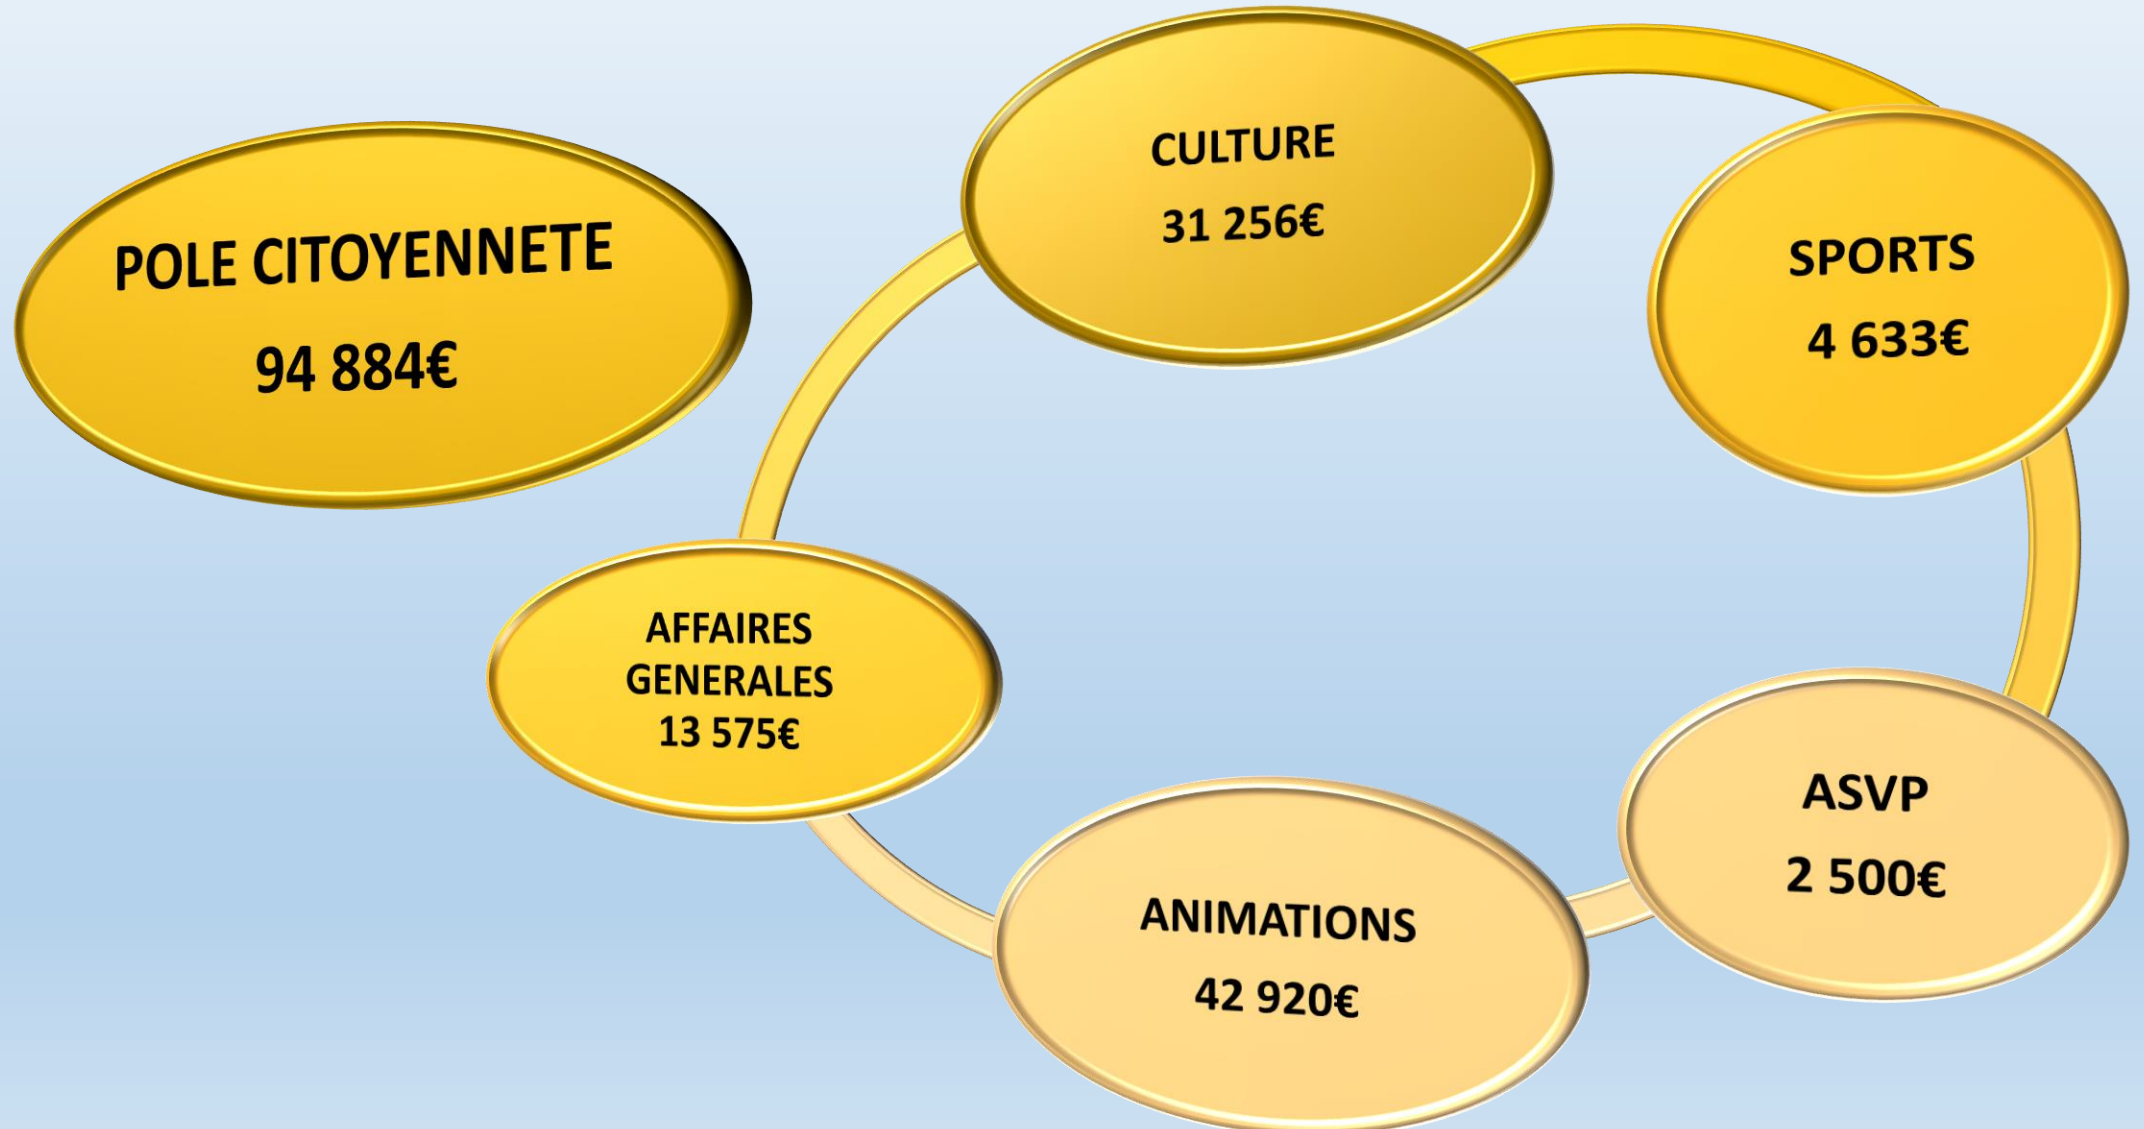 POLE CITOYENNETE
94 884€
CULTURE
31 256€
SPORTS
4 633€
AFFAIRES
GENERALES
13 575€
ASVP
2 500€
ANIMATIONS
42 920€